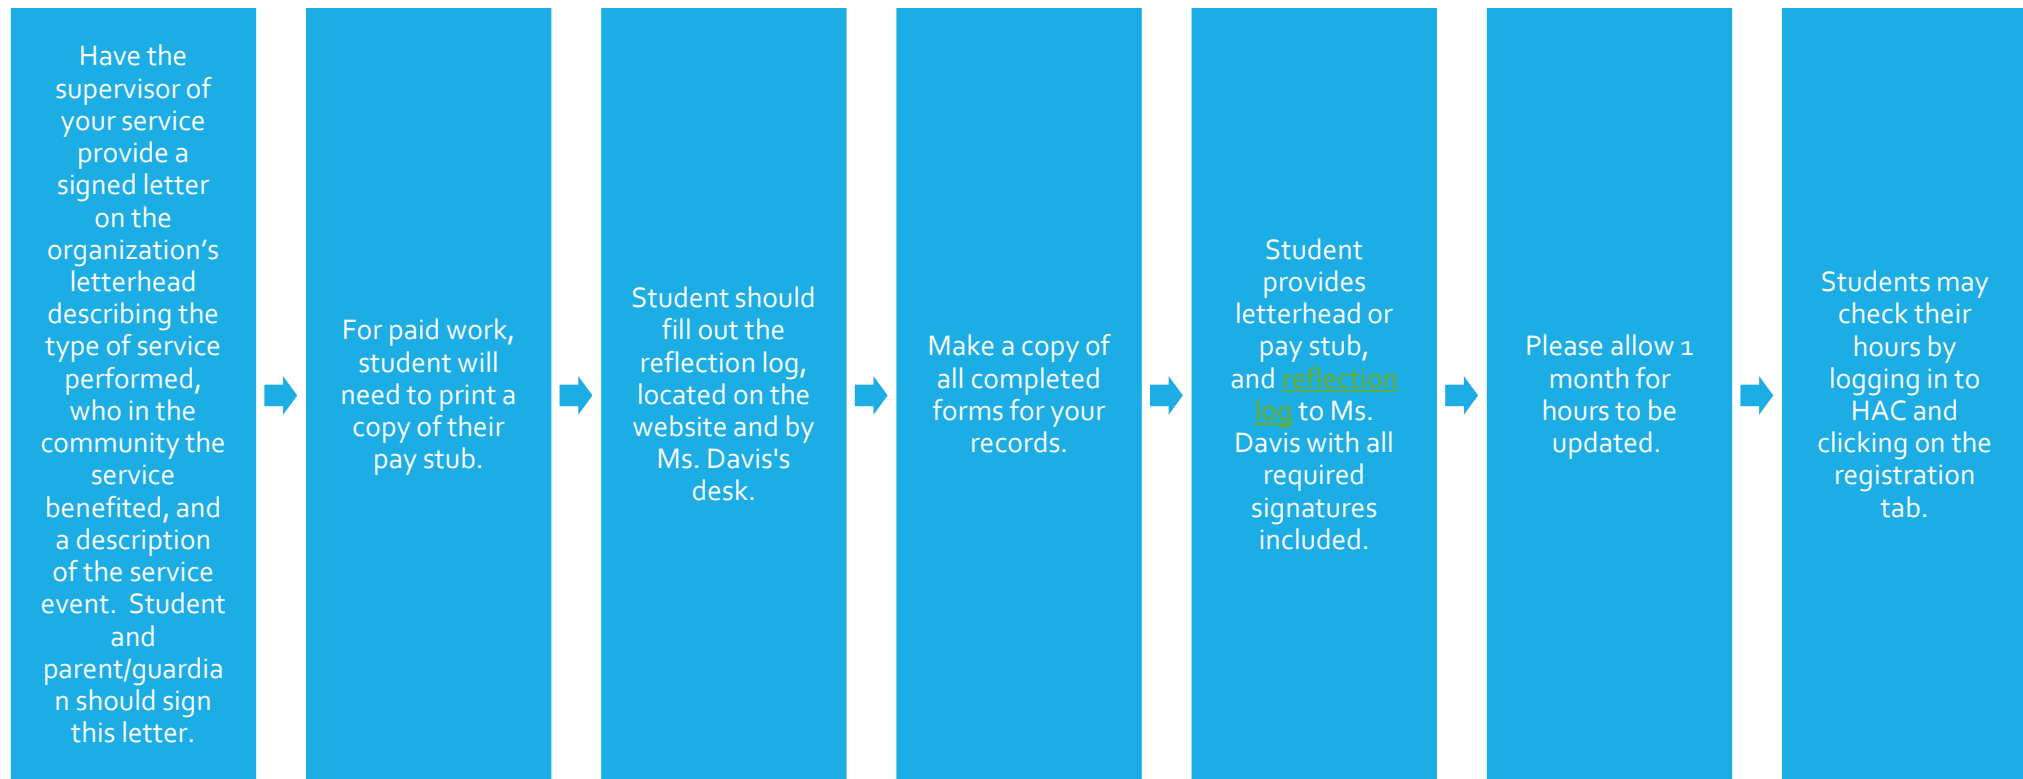 Have the
supervisor of
your service
provide a
signed letter
on the
organization’s
letterhead
describing the
type of service
performed,
who in the
community the
service
benefited, and
a description
of the service
event.  Student
and
parent/guardia
n should sign
this letter.
For paid work,
student will
need to print a
copy of their
pay stub.
Student should
fill out the
reflection log,
located on the
website and by
Ms. Davis's
desk.
Make a copy of
all completed
forms for your
records.
Student
provides
letterhead or
pay stub,
and reflection
log to Ms.
Davis with all
required
signatures
included.
Please allow 1
month for
hours to be
updated.
Students may
check their
hours by
logging in to
HAC and
clicking on the
registration
tab.